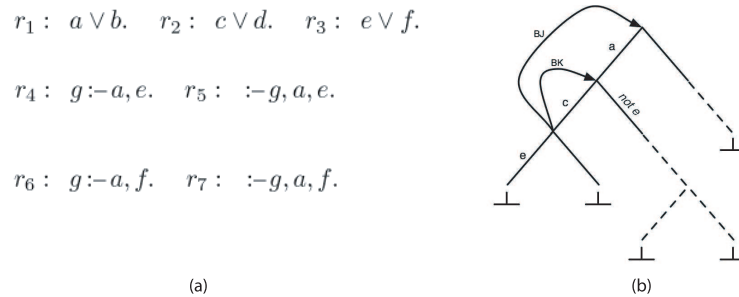 r₁ : a ∨ b. r₂ : c ∨ d. r₃ : e ∨ f.
r₄ : g :– a, e. r₅ : :– g, a, e.
r₆ : g :– a, f. r₇ : :– g, a, f.
(a)
BJ
a
BK
c
not e
e
(b)